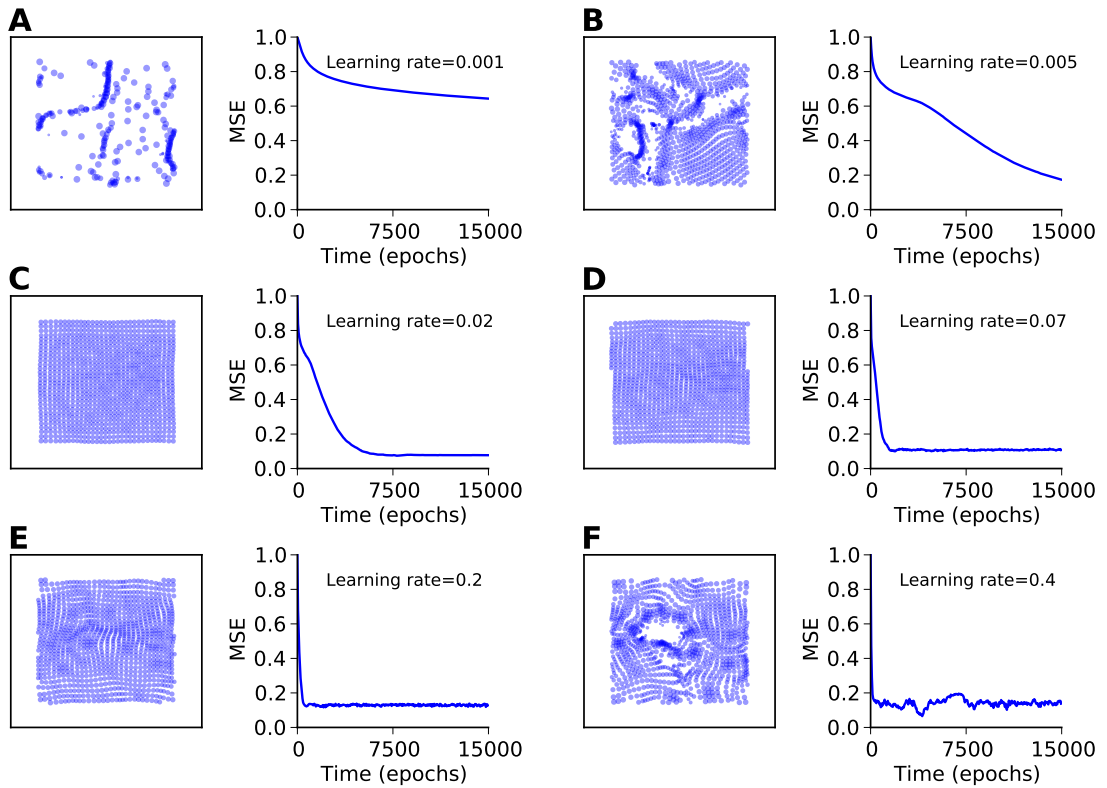 A
MSE
1.0
0.8
0.6
0.4
0.2
0.0
Learning rate=0.001
0 7500 15000
Time (epochs)
B
MSE
1.0
0.8
0.6
0.4
0.2
0.0
Learning rate=0.005
0 7500 15000
Time (epochs)
C
MSE
1.0
0.8
0.6
0.4
0.2
0.0
Learning rate=0.02
0 7500 15000
Time (epochs)
D
MSE
1.0
0.8
0.6
0.4
0.2
0.0
Learning rate=0.07
0 7500 15000
Time (epochs)
E
MSE
1.0
0.8
0.6
0.4
0.2
0.0
Learning rate=0.2
0 7500 15000
Time (epochs)
F
MSE
1.0
0.8
0.6
0.4
0.2
0.0
Learning rate=0.4
0 7500 15000
Time (epochs)